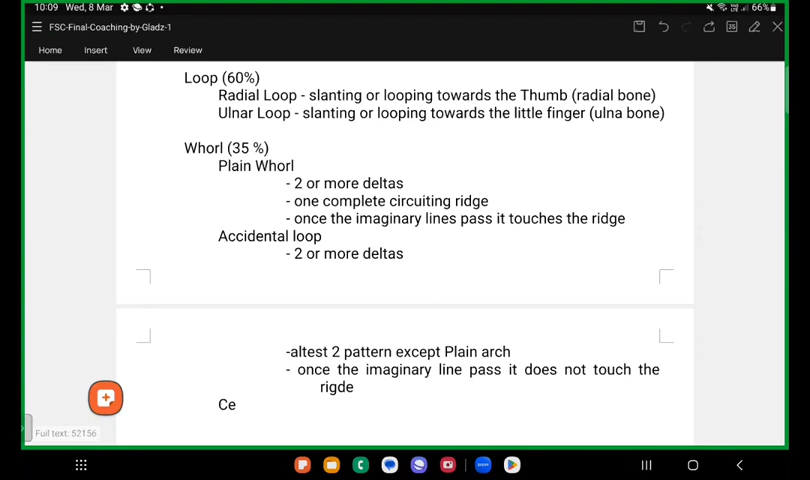 10:09 Wed, 8 Mar 66%
FSC-Final-Coaching-by-Gladz-1
35
Home Insert View Review
Loop (60%)
Radial Loop - slanting or looping towards the Thumb (radial bone)
Ulnar Loop - slanting or looping towards the little finger (ulna bone)
Whorl (35 %)
Plain Whorl
- 2 or more deltas
- one complete circuiting ridge
- once the imaginary lines pass it touches the ridge
Accidental loop
- 2 or more deltas
-altest 2 pattern except Plain arch
- once the imaginary line pass it does not touch the
rigde
Ce
Full text: 52156
zoom